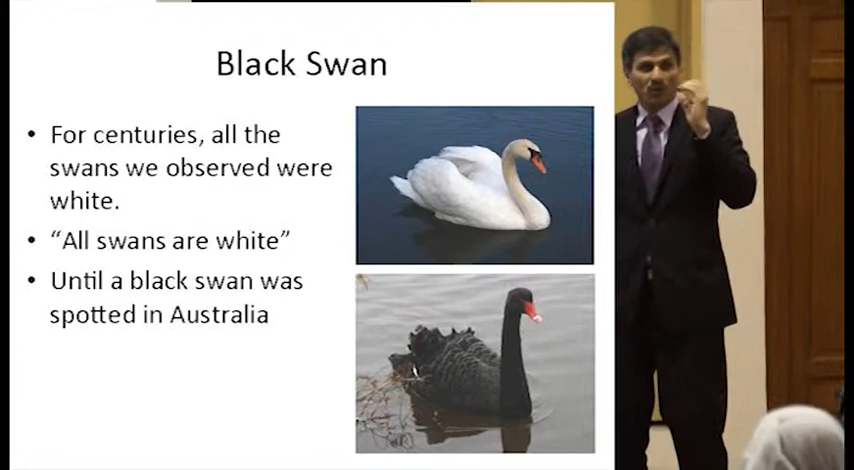 Black Swan
• For centuries, all the
swans we observed were
white.
• “All swans are white”
• Until a black swan was
spotted in Australia